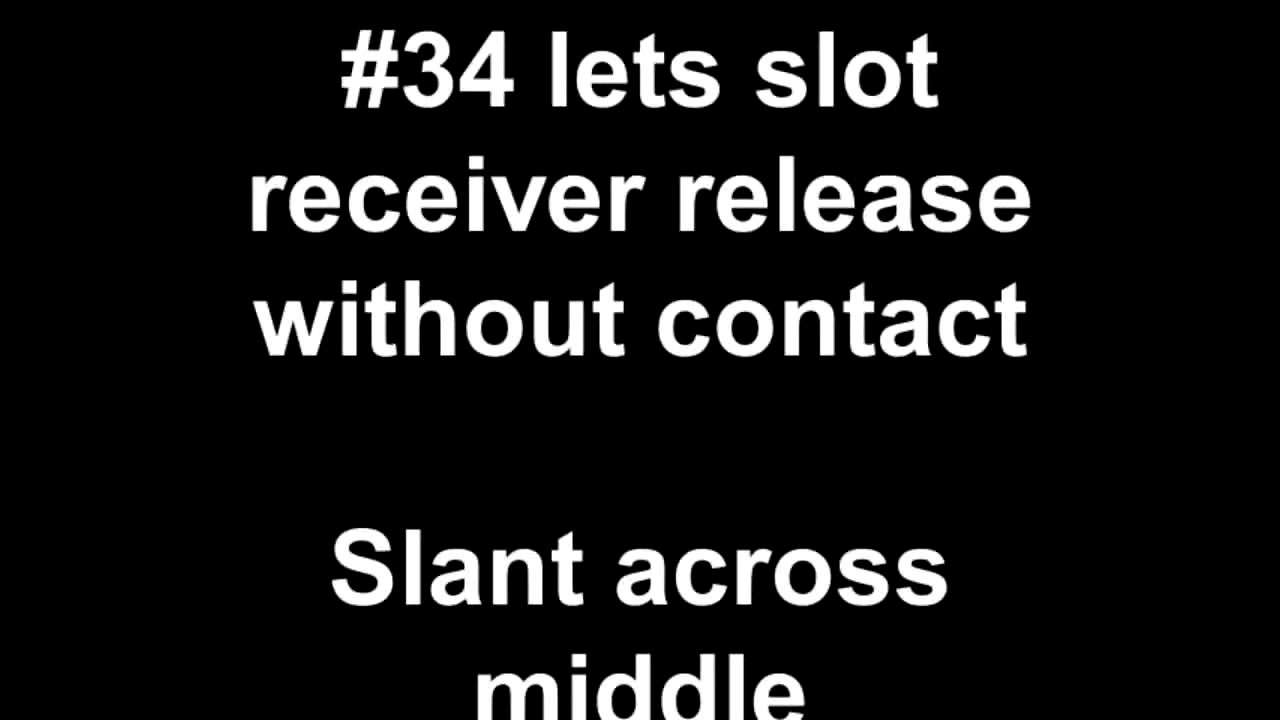 #34 lets slot
receiver release
without contact
Slant across
middle